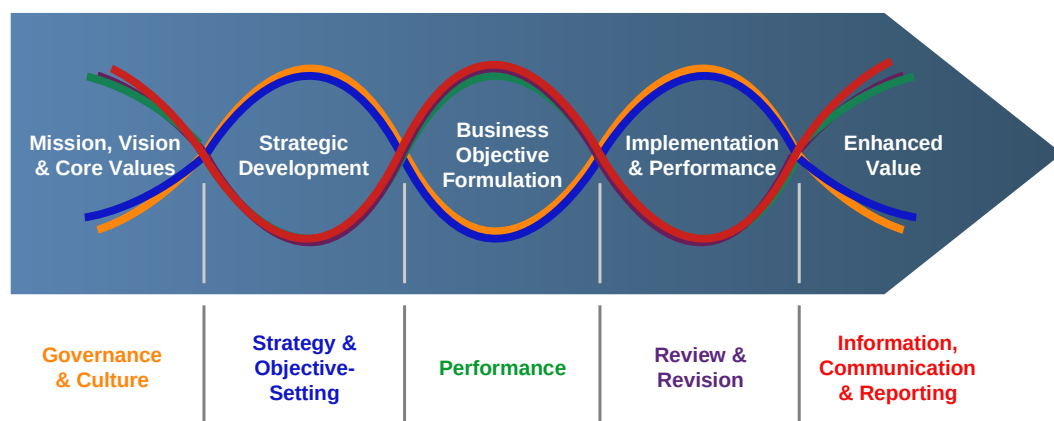 Mission, Vision
& Core Values
Strategic
Development
Business
Objective
Formulation
Implementation
& Performance
Enhanced
Value
Governance
& Culture
Strategy &
Objective-
Setting
Performance
Review &
Revision
Information,
Communication
& Reporting